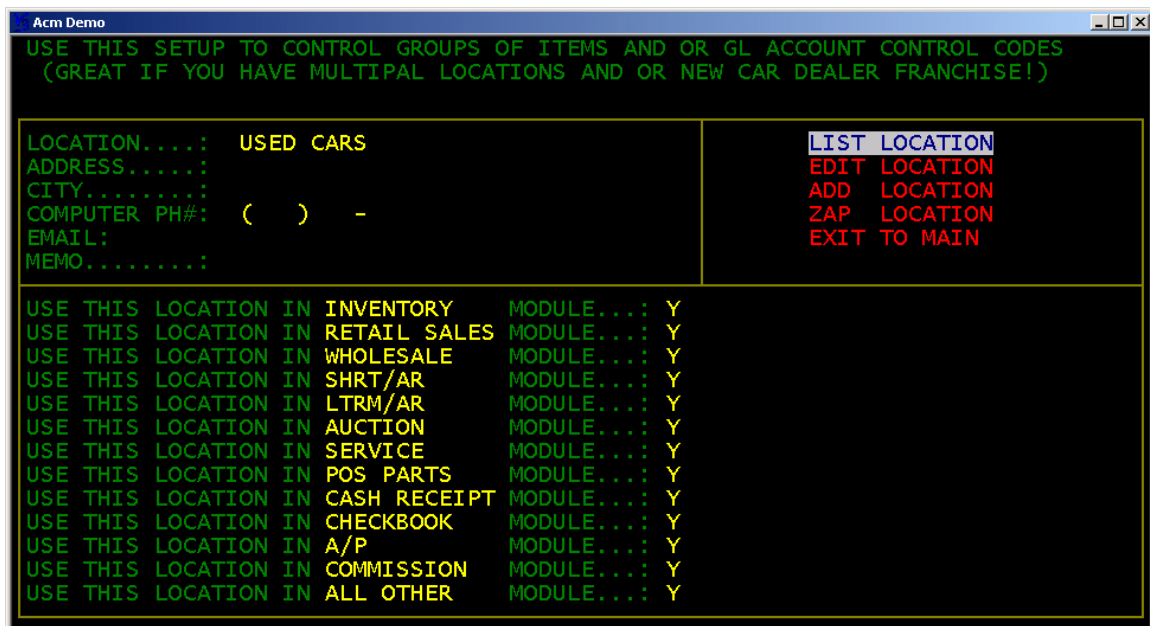 Acm Demo
USE THIS SETUP TO CONTROL GROUPS OF ITEMS AND OR GL ACCOUNT CONTROL CODES
(GREAT IF YOU HAVE MULTIPAL LOCATIONS AND OR NEW CAR DEALER FRANCHISE!)
LOCATION....: USED CARS
ADDRESS.....:
CITY........:
COMPUTER PH#: (   )   -
EMAIL:
MEMO........:
LIST LOCATION
EDIT LOCATION
ADD LOCATION
ZAP LOCATION
EXIT TO MAIN
USE THIS LOCATION IN INVENTORY MODULE...: Y
USE THIS LOCATION IN RETAIL SALES MODULE...: Y
USE THIS LOCATION IN WHOLESALE MODULE...: Y
USE THIS LOCATION IN SHRT/AR MODULE...: Y
USE THIS LOCATION IN LTRM/AR MODULE...: Y
USE THIS LOCATION IN AUCTION MODULE...: Y
USE THIS LOCATION IN SERVICE MODULE...: Y
USE THIS LOCATION IN POS PARTS MODULE...: Y
USE THIS LOCATION IN CASH RECEIPT MODULE...: Y
USE THIS LOCATION IN CHECKBOOK MODULE...: Y
USE THIS LOCATION IN A/P MODULE...: Y
USE THIS LOCATION IN COMMISSION MODULE...: Y
USE THIS LOCATION IN ALL OTHER MODULE...: Y